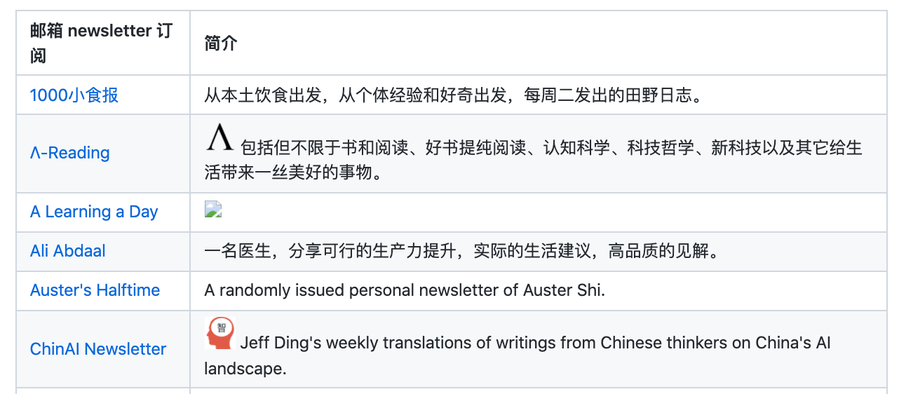 邮箱 newsletter 订
阅
简介
1000小食报
从本土饮食出发，从个体经验和好奇出发，每周二发出的田野日志。
Λ-Reading
Λ 包括但不限于书和阅读、好书提纯阅读、认知科学、科技哲学、新科技以及其它给生
活带来一丝美好的事物。
A Learning a Day
Ali Abdaal
一名医生，分享可行的生产力提升，实际的生活建议，高品质的见解。
Auster's Halftime
A randomly issued personal newsletter of Auster Shi.
ChinAI Newsletter
智 Jeff Ding's weekly translations of writings from Chinese thinkers on China's AI
landscape.